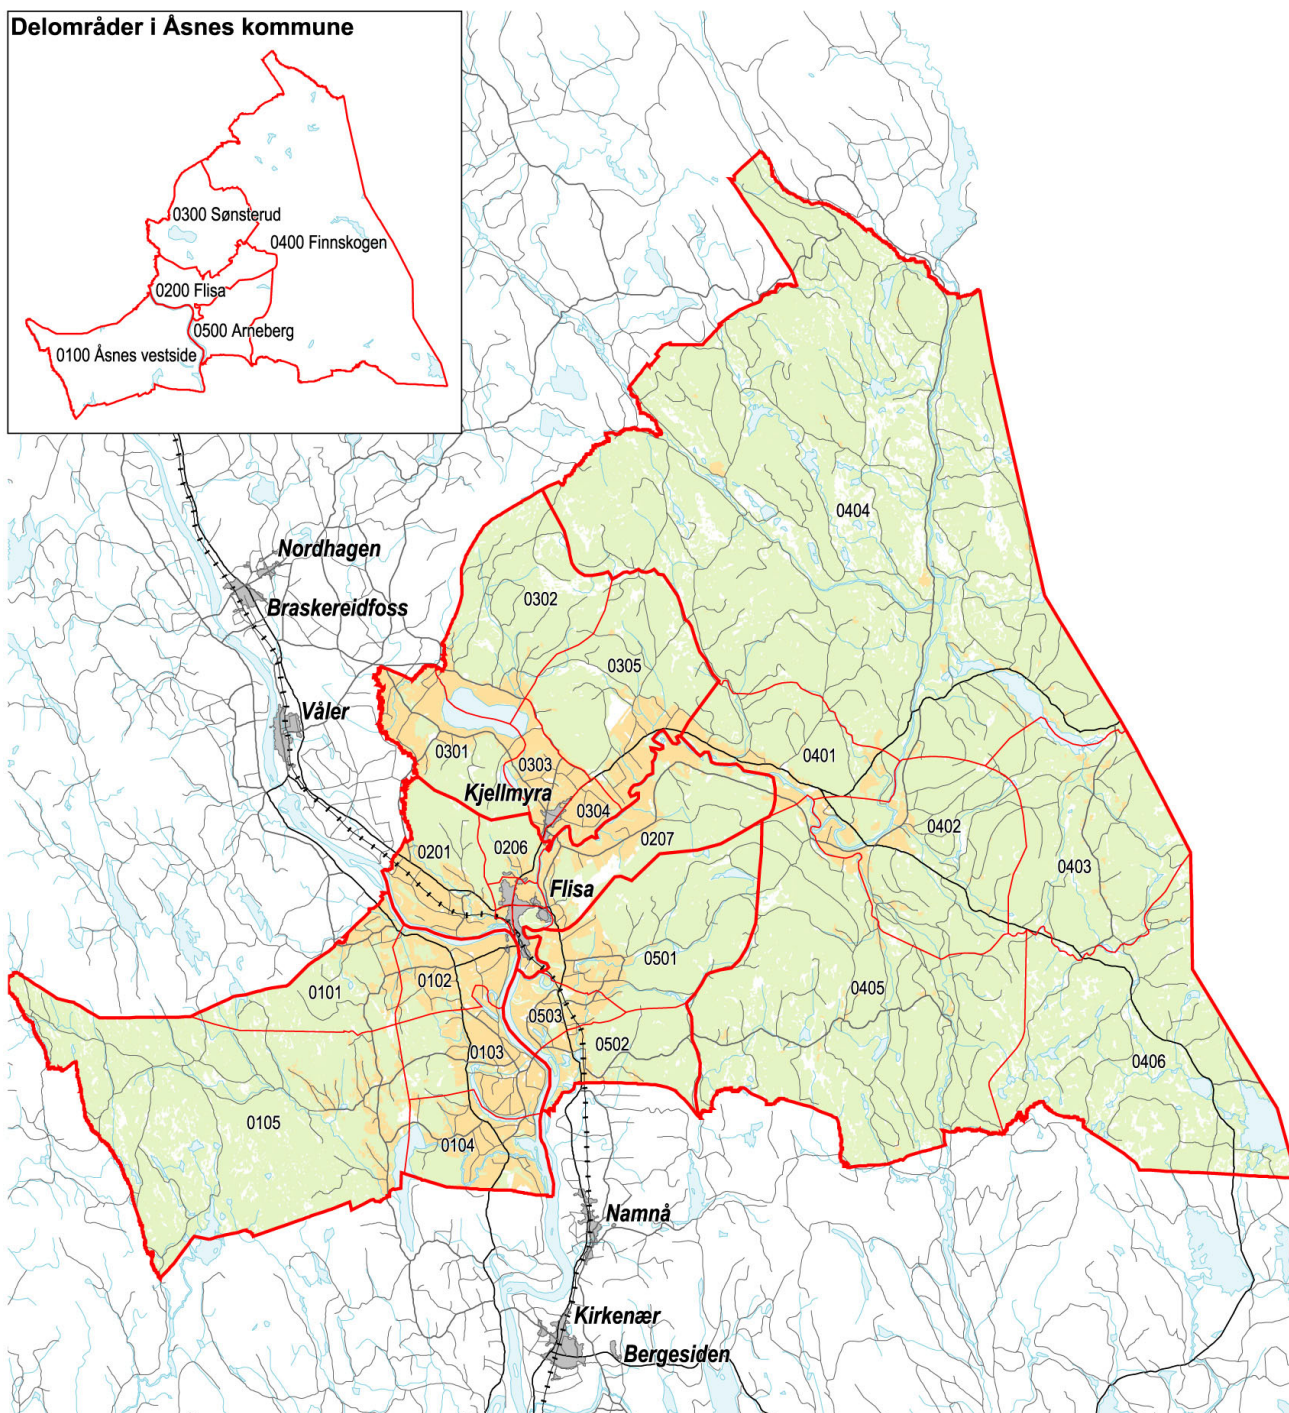 Delområder i Åsnes kommune
0300 Sønsterud
0400 Finnskogen
0200 Flisa
0500 Arneberg
0100 Åsnes vestside
0404
Nordhagen
Braskereidfoss
0302
0305
Våler
0301
0303
0401
Kjellmyra
0304
0402
0207
0206
0201
0403
Flisa
0501
0102
0101
0405
0503
0502
0103
0406
0105
0104
Namnå
Kirkenær
Bergesiden